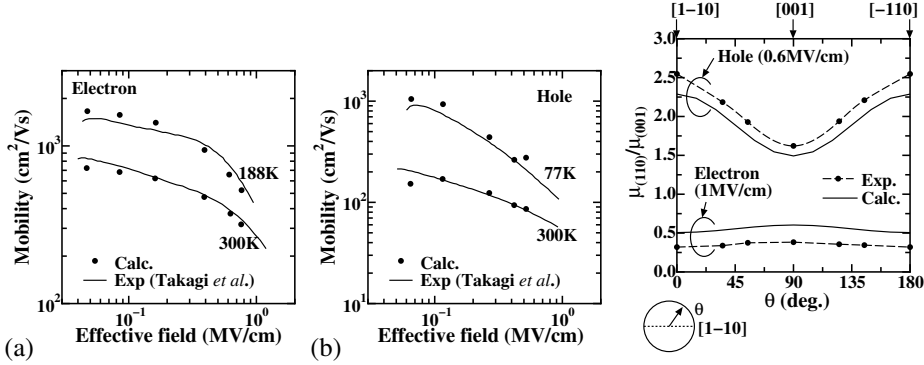 Electron
188K
300K
Calc.
Exp (Takagi et al.)
Mobility (cm²/Vs)
10³
10²
10⁻¹
10⁰
Effective field (MV/cm)
(a)
Hole
77K
300K
Calc.
Exp (Takagi et al.)
Mobility (cm²/Vs)
10³
10²
10¹
10⁻¹
10⁰
Effective field (MV/cm)
(b)
[1-10]
[001]
[-110]
Hole (0.6MV/cm)
Electron
(1MV/cm)
Exp.
Calc.
μ(110)/μ(001)
3.0
2.5
2.0
1.5
1.0
0.5
0.0
0
45
90
135
180
θ (deg.)
θ
[1-10]